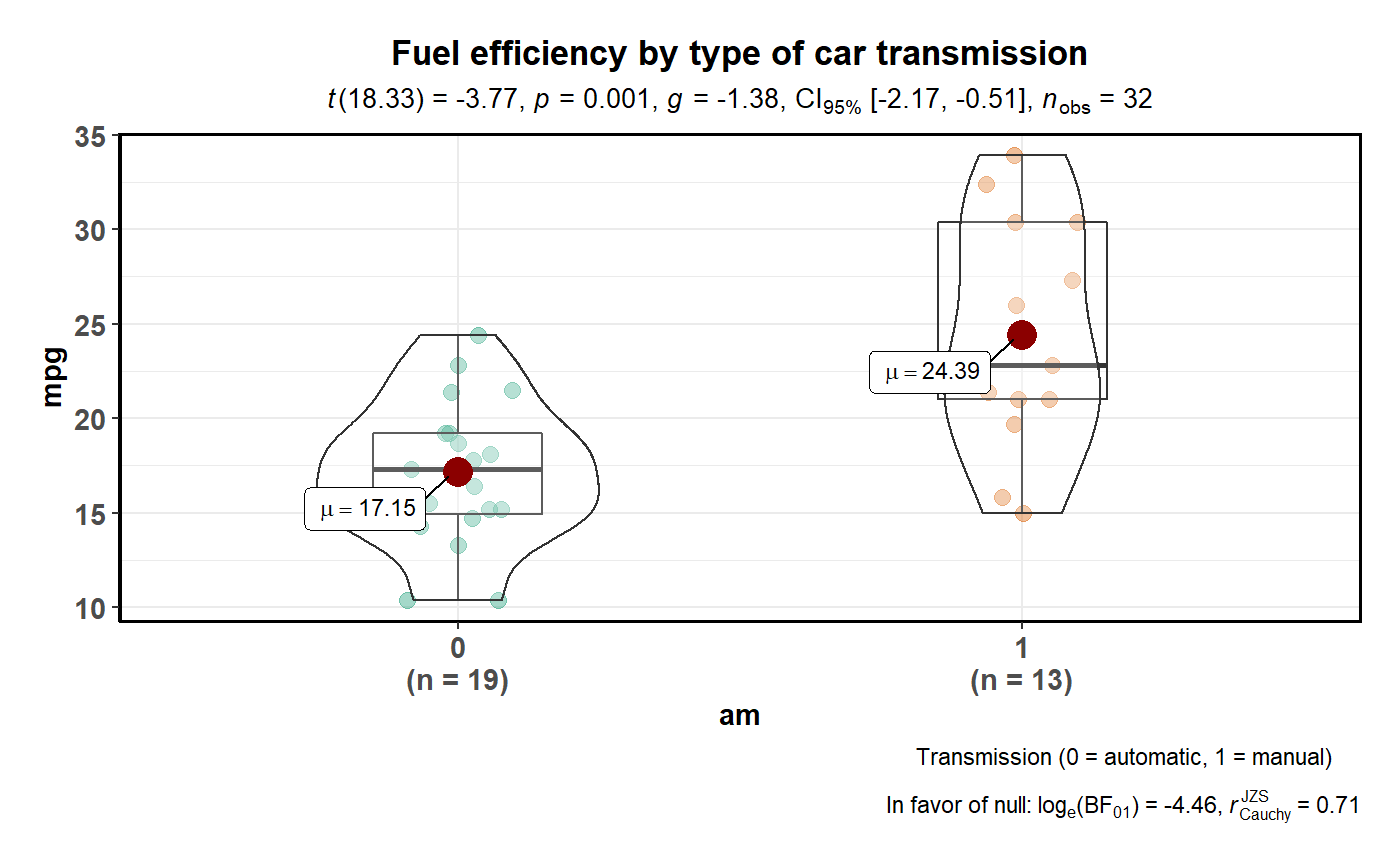 Fuel efficiency by type of car transmission
t(18.33) = -3.77, p = 0.001, g = -1.38, CI95% [-2.17, -0.51], nobs = 32
35
30
25
20
15
10
mpg
μ = 17.15
μ = 24.39
0
(n = 19)
1
(n = 13)
am
Transmission (0 = automatic, 1 = manual)
In favor of null: loge(BF01) = -4.46, rJZSCauchy = 0.71